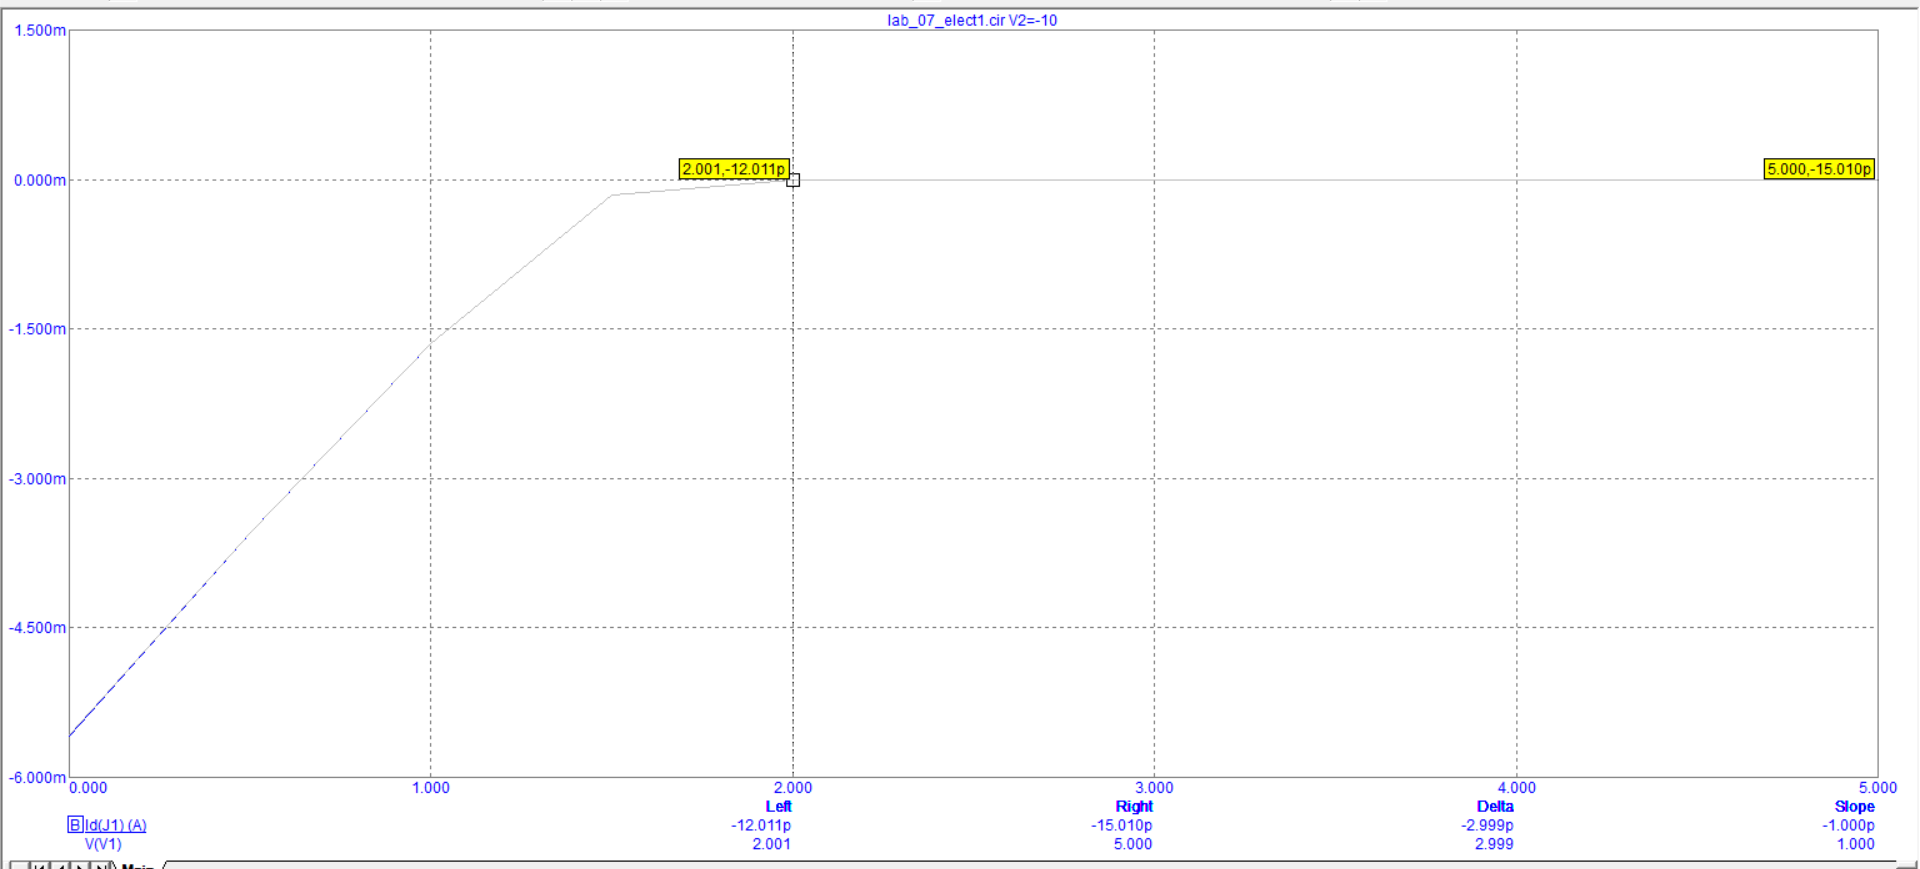 lab_07_elect1.cir V2=-10
1.500m
2.001,-12.011p
5.000,-15.010p
0.000m
-1.500m
-3.000m
-4.500m
-6.000m
0.000 1.000 2.000 3.000 4.000 5.000
Left Right Delta Slope
B Id(J1) (A) -12.011p -15.010p -2.999p -1.000p
V(V1) 2.001 5.000 2.999 1.000
Main